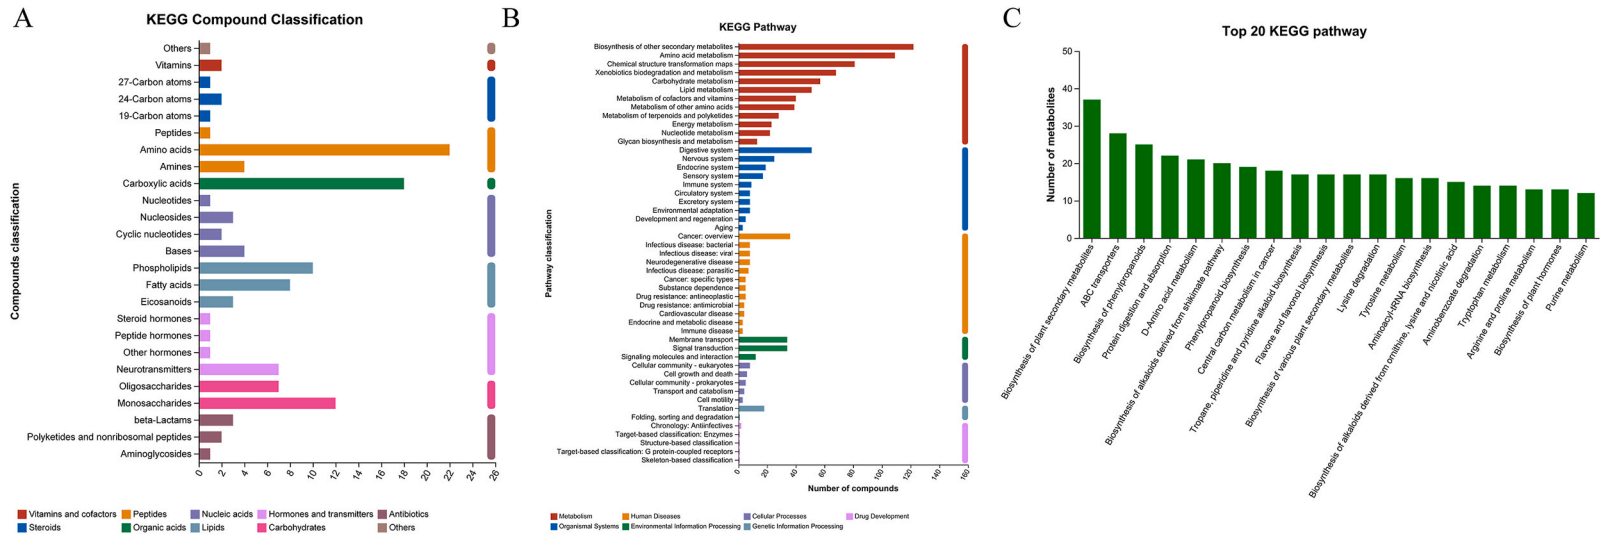 A
KEGG Compound Classification
Compounds classification
Others
Vitamins
27-Carbon atoms
24-Carbon atoms
19-Carbon atoms
Peptides
Amino acids
Amines
Carboxylic acids
Nucleotides
Nucleosides
Cyclic nucleotides
Bases
Phospholipids
Fatty acids
Eicosanoids
Steroid hormones
Peptide hormones
Other hormones
Neurotransmitters
Oligosaccharides
Monosaccharides
beta-Lactams
Polyketides and nonribosomal peptides
Aminoglycosides
0 2 4 6 8 10 12 14 16 18 20 22 24 26
Vitamins and cofactors Peptides Nucleic acids Hormones and transmitters Antibiotics
Steroids Organic acids Lipids Carbohydrates Others
B
KEGG Pathway
Pathway classification
Biosynthesis of other secondary metabolites
Amino acid metabolism
Chemical structure transformation maps
Xenobiotics biodegradation and metabolism
Carbohydrate metabolism
Lipid metabolism
Metabolism of cofactors and vitamins
Metabolism of other amino acids
Metabolism of terpenoids and polyketides
Energy metabolism
Nucleotide metabolism
Glycan biosynthesis and metabolism
Digestive system
Nervous system
Endocrine system
Sensory system
Immune system
Circulatory system
Excretory system
Environmental adaptation
Development and regeneration
Aging
Cancer: overview
Infectious disease: bacterial
Infectious disease: viral
Neurodegenerative disease
Infectious disease: parasitic
Cancer: specific types
Substance dependence
Drug resistance: antineoplastic
Drug resistance: antimicrobial
Cardiovascular disease
Endocrine and metabolic disease
Immune disease
Membrane transport
Signal transduction
Signaling molecules and interaction
Cellular community - eukaryotes
Cell growth and death
Cellular community - prokaryotes
Transport and catabolism
Cell motility
Translation
Folding, sorting and degradation
Chronology: Antiinfectives
Target-based classification: Enzymes
Structure-based classification
Target-based classification: G protein-coupled receptors
Skeleton-based classification
0 20 40 60 80 100 120 140 160
Number of compounds
Metabolism Human Diseases Cellular Processes Drug Development
Organismal Systems Environmental Information Processing Genetic Information Processing
C
Top 20 KEGG pathway
Number of metabolites
50
40
30
20
10
0
Biosynthesis of plant secondary metabolites
ABC transporters
Biosynthesis of phenylpropanoids
Protein digestion and absorption
D-Amino acid metabolism
Biosynthesis of alkaloids derived from shikimate pathway
Phenylpropanoid biosynthesis
Central carbon metabolism in cancer
Tropane, piperidine and pyridine alkaloid biosynthesis
Flavone and flavonol biosynthesis
Biosynthesis of various plant secondary metabolites
Lysine degradation
Tyrosine metabolism
Aminoacyl-tRNA biosynthesis
Biosynthesis of alkaloids derived from ornithine, lysine and nicotinic acid
Aminobenzoate degradation
Tryptophan metabolism
Arginine and proline metabolism
Biosynthesis of plant hormones
Purine metabolism